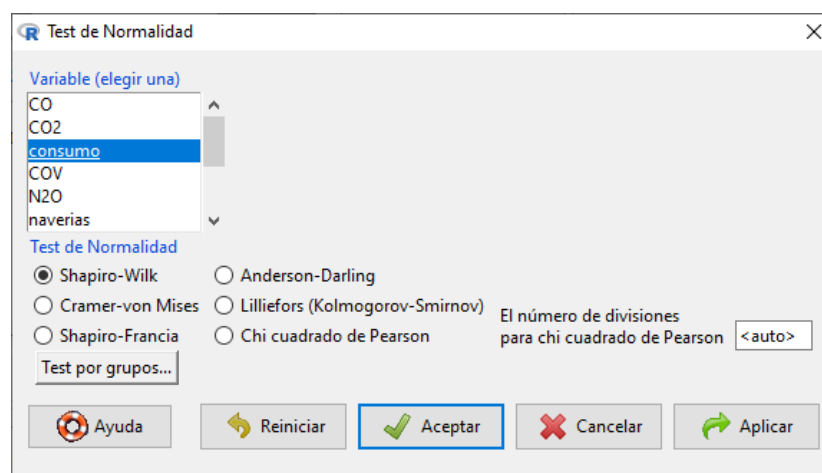 Test de Normalidad
Variable (elegir una)
CO
CO2
consumo
COV
N2O
naverias
Test de Normalidad
Shapiro-Wilk
Anderson-Darling
Cramer-von Mises
Lilliefors (Kolmogorov-Smirnov)
Shapiro-Francia
Chi cuadrado de Pearson
El número de divisiones
para chi cuadrado de Pearson
<auto>
Test por grupos...
Ayuda
Reiniciar
Aceptar
Cancelar
Aplicar